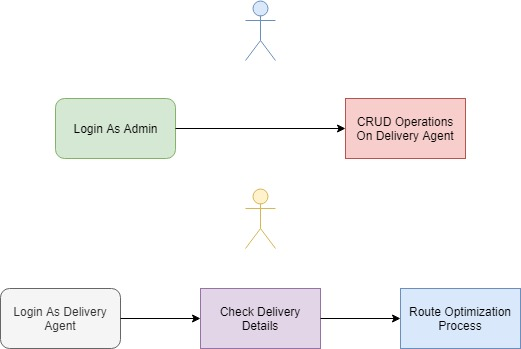 Login As Admin
CRUD Operations
On Delivery Agent
Login As Delivery
Agent
Check Delivery
Details
Route Optimization
Process